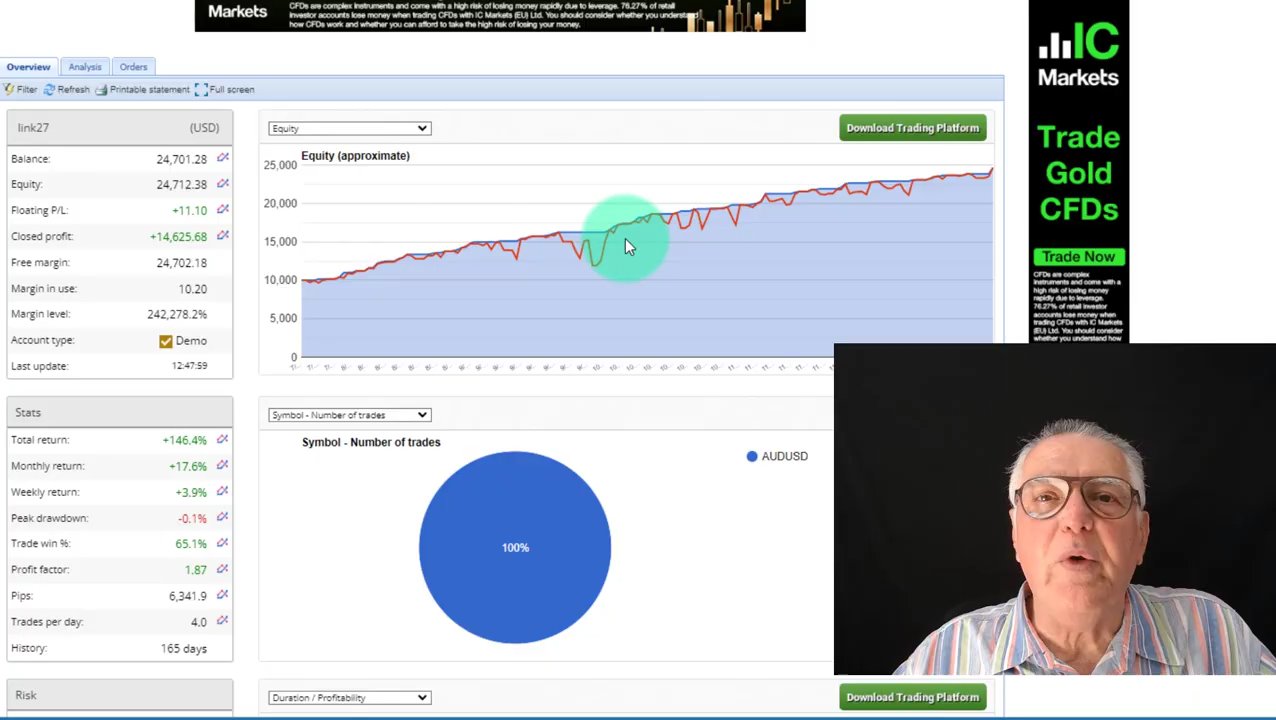 Markets
CFDs are complex instruments and come with a high risk of losing money rapidly due to leverage. 76.27% of retail
investor accounts lose money when trading CFDs with IC Markets (EU) Ltd. You should consider whether you understand
how CFDs work and whether you can afford to take the high risk of losing your money.
Overview
Analysis
Orders
Filter
Refresh
Printable statement
Full screen
link27 (USD)
Balance: 24,701.28
Equity: 24,712.38
Floating P/L: +11.10
Closed profit: +14,625.68
Free margin: 24,702.18
Margin in use: 10.20
Margin level: 242,278.2%
Account type: Demo
Last update: 12:47:59
Stats
Total return: +146.4%
Monthly return: +17.6%
Weekly return: +3.9%
Peak drawdown: -0.1%
Trade win %: 65.1%
Profit factor: 1.87
Pips: 6,341.9
Trades per day: 4.0
History: 165 days
Risk
Equity
Download Trading Platform
Equity (approximate)
25,000
20,000
15,000
10,000
5,000
0
Symbol - Number of trades
Symbol - Number of trades
AUDUSD
100%
Duration / Profitability
Download Trading Platform
IC
Markets
Trade
Gold
CFDs
Trade Now
CFDs are complex
instruments and come with a
high risk of losing money
rapidly due to leverage.
76.27% of retail investor
accounts lose money when
trading CFDs with IC Markets
(EU) Ltd. You should
consider whether you understand